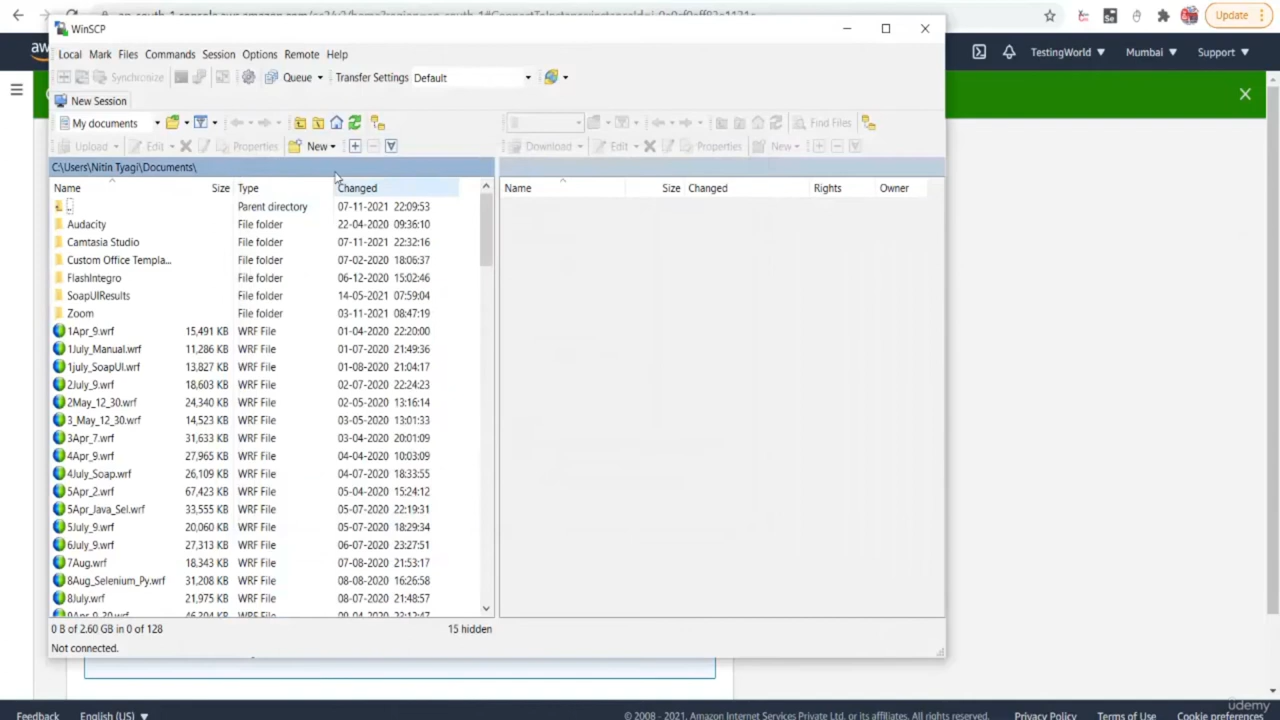 WinSCP
Local Mark Files Commands Session Options Remote Help
Synchronize Queue Transfer Settings Default
New Session
My documents Find Files
Upload Edit Properties New Download Edit Properties New
C:\Users\Nitin Tyagi\Documents\
Name Size Type Changed Name Size Changed Rights Owner
.. Parent directory 07-11-2021 22:09:53
Audacity File folder 22-04-2020 09:36:10
Camtasia Studio File folder 07-11-2021 22:32:16
Custom Office Templa... File folder 07-02-2020 18:06:37
FlashIntegro File folder 06-12-2020 15:02:46
SoapUIResults File folder 14-05-2021 07:59:04
Zoom File folder 03-11-2021 08:47:19
1Apr_9.wrf 15,491 KB WRF File 01-04-2020 22:20:00
1July_Manual.wrf 11,286 KB WRF File 01-07-2020 21:49:36
1july_SoapUI.wrf 13,827 KB WRF File 01-08-2020 21:04:17
2July_9.wrf 18,603 KB WRF File 02-07-2020 22:24:23
2May_12_30.wrf 24,340 KB WRF File 02-05-2020 13:16:14
3_May_12_30.wrf 14,523 KB WRF File 03-05-2020 13:01:33
3Apr_7.wrf 31,633 KB WRF File 03-04-2020 20:01:09
4Apr_9.wrf 27,965 KB WRF File 04-04-2020 10:03:09
4July_Soap.wrf 26,109 KB WRF File 04-07-2020 18:33:55
5Apr_2.wrf 67,423 KB WRF File 05-04-2020 15:24:12
5Apr_Java_Sel.wrf 33,555 KB WRF File 05-07-2020 22:19:31
5July_9.wrf 20,060 KB WRF File 05-07-2020 18:29:34
6July_9.wrf 27,313 KB WRF File 06-07-2020 23:27:51
7Aug.wrf 18,343 KB WRF File 07-08-2020 21:53:17
8Aug_Selenium_Py.wrf 31,208 KB WRF File 08-08-2020 16:26:58
8July.wrf 21,975 KB WRF File 08-07-2020 21:48:57
0 B of 2.60 GB in 0 of 128 15 hidden
Not connected.
Update
aws TestingWorld Mumbai Support
Feedback English (US) © 2008 - 2021, Amazon Internet Services Private Ltd. or its affiliates. All rights reserved. Privacy Policy Terms of Use Cookie preferences
udemy